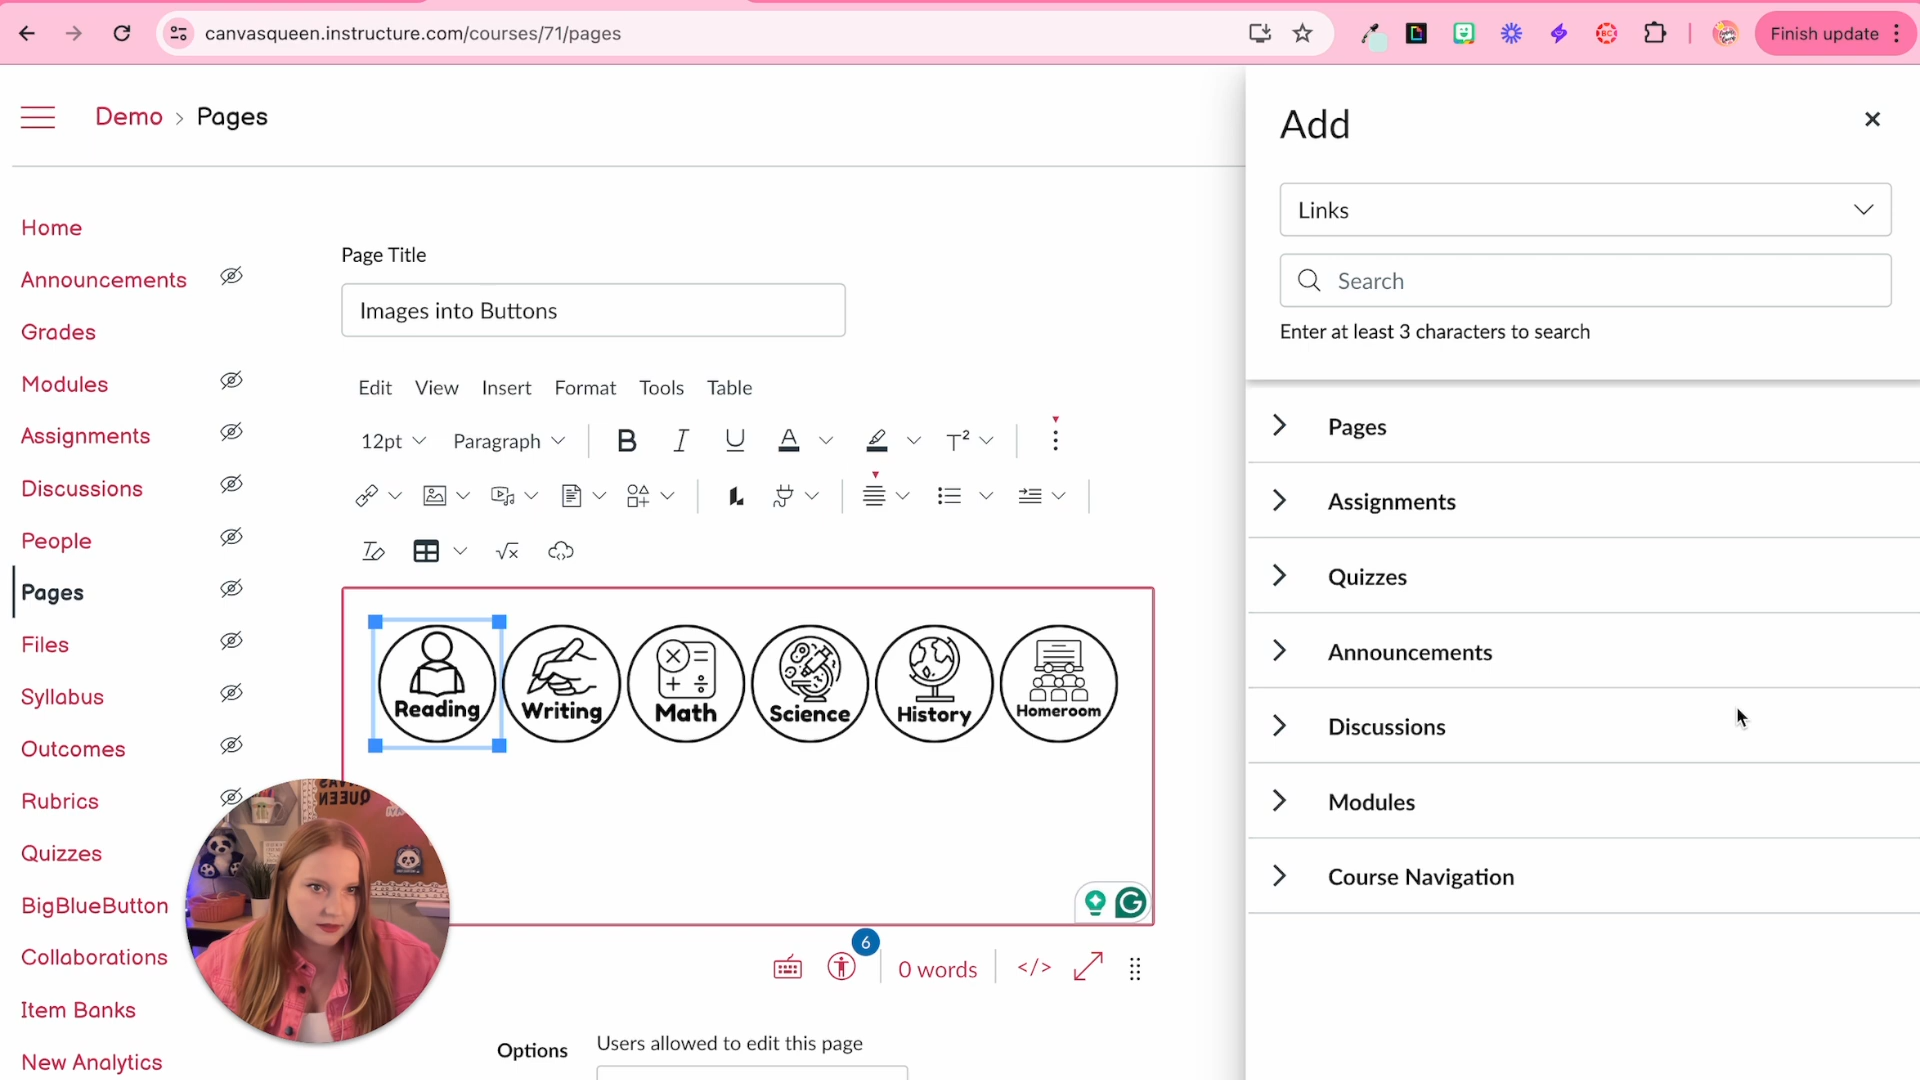 canvasqueen.instructure.com/courses/71/pages
Finish update
Demo > Pages
Add
Links
Search
Enter at least 3 characters to search
Home
Announcements
Grades
Modules
Assignments
Discussions
People
Pages
Files
Syllabus
Outcomes
Rubrics
Quizzes
BigBlueButton
Collaborations
Item Banks
New Analytics
Page Title
Images into Buttons
Edit View Insert Format Tools Table
12pt Paragraph B I U A T²
√x
Reading Writing Math Science History Homeroom
6
0 words </>
Options Users allowed to edit this page
Pages
Assignments
Quizzes
Announcements
Discussions
Modules
Course Navigation